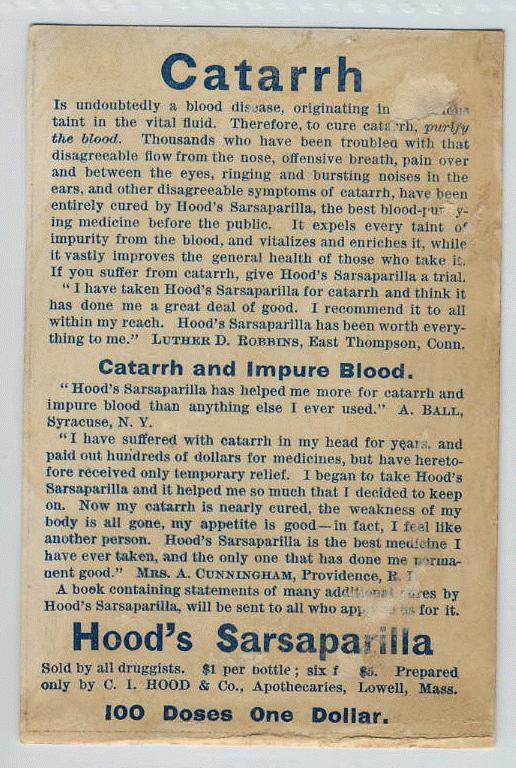 Catarrh
Is undoubtedly a blood disease, originating in
taint in the vital fluid. Therefore, to cure catarrh, purify
the blood. Thousands who have been troubled with that
disagreeable flow from the nose, offensive breath, pain over
and between the eyes, ringing and bursting noises in the
ears, and other disagreeable symptoms of catarrh, have been
entirely cured by Hood's Sarsaparilla, the best blood-purify-
ing medicine before the public. It expels every taint of
impurity from the blood, and vitalizes and enriches it, while
it vastly improves the general health of those who take it.
If you suffer from catarrh, give Hood's Sarsaparilla a trial.
"I have taken Hood's Sarsaparilla for catarrh and think it
has done me a great deal of good. I recommend it to all
within my reach. Hood's Sarsaparilla has been worth every-
thing to me." LUTHER D. ROBBINS, East Thompson, Conn.
Catarrh and Impure Blood.
"Hood's Sarsaparilla has helped me more for catarrh and
impure blood than anything else I ever used." A. BALL,
Syracuse, N. Y.
"I have suffered with catarrh in my head for years. and
paid out hundreds of dollars for medicines, but have hereto-
fore received only temporary relief. I began to take Hood's
Sarsaparilla and it helped me so much that I decided to keep
on. Now my catarrh is nearly cured, the weakness of my
body is all gone, my appetite is good—in fact, I feel like
another person. Hood's Sarsaparilla is the best medicine I
have ever taken, and the only one that has done me perma-
nent good." MRS. A. CUNNINGHAM, Providence, R. I
A book containing statements of many additional cures by
Hood's Sarsaparilla, will be sent to all who apply to us for it.
Hood's Sarsaparilla
Sold by all druggists. $1 per bottle; six f $5. Prepared
only by C. I. HOOD & Co., Apothecaries, Lowell, Mass.
100 Doses One Dollar.